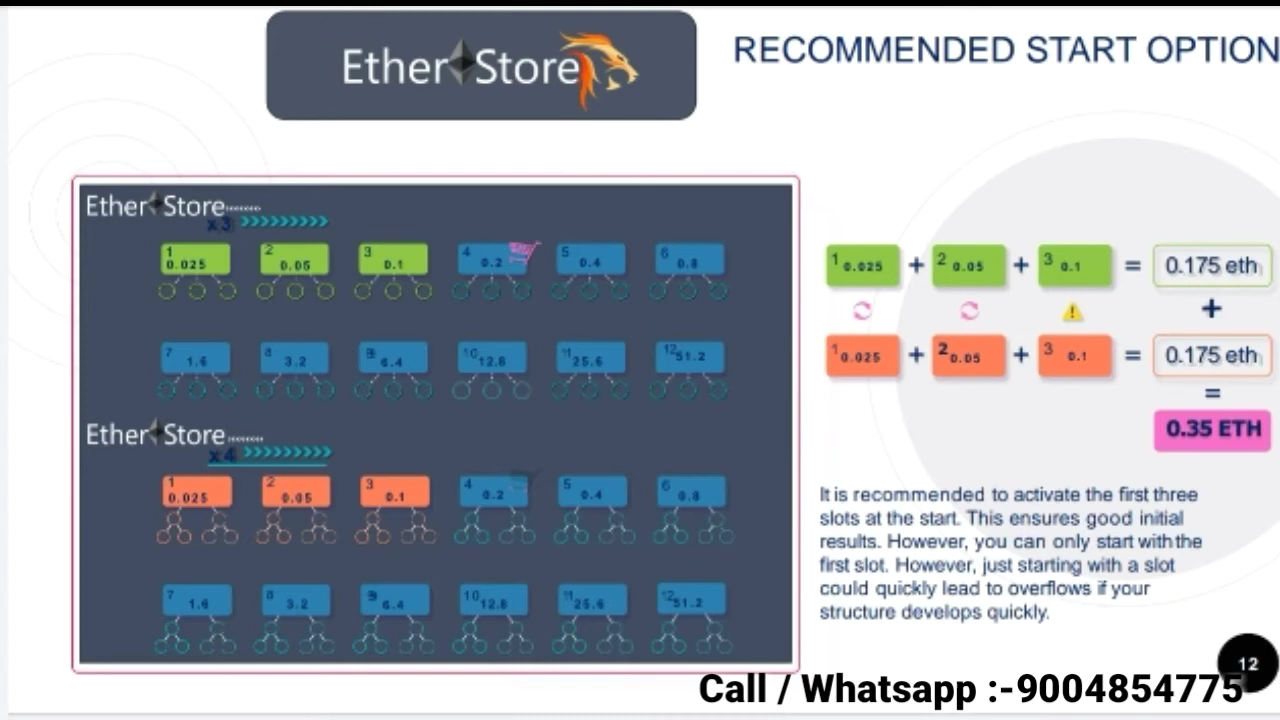 Ether Store
RECOMMENDED START OPTION
Ether Store
x3 >>>>>>>>>
1 0.025 2 0.05 3 0.1 4 0.2 5 0.4 6 0.8
7 1.6 8 3.2 9 6.4 10 12.8 11 25.6 12 51.2
Ether Store
x4 >>>>>>>>>
1 0.025 2 0.05 3 0.1 4 0.2 5 0.4 6 0.8
7 1.6 8 3.2 9 6.4 10 12.8 11 25.6 12 51.2
1 0.025 + 2 0.05 + 3 0.1 = 0.175 eth
+
1 0.025 + 2 0.05 + 3 0.1 = 0.175 eth
=
0.35 ETH
It is recommended to activate the first three
slots at the start. This ensures good initial
results. However, you can only start with the
first slot. However, just starting with a slot
could quickly lead to overflows if your
structure develops quickly.
12
Call / Whatsapp :-9004854775